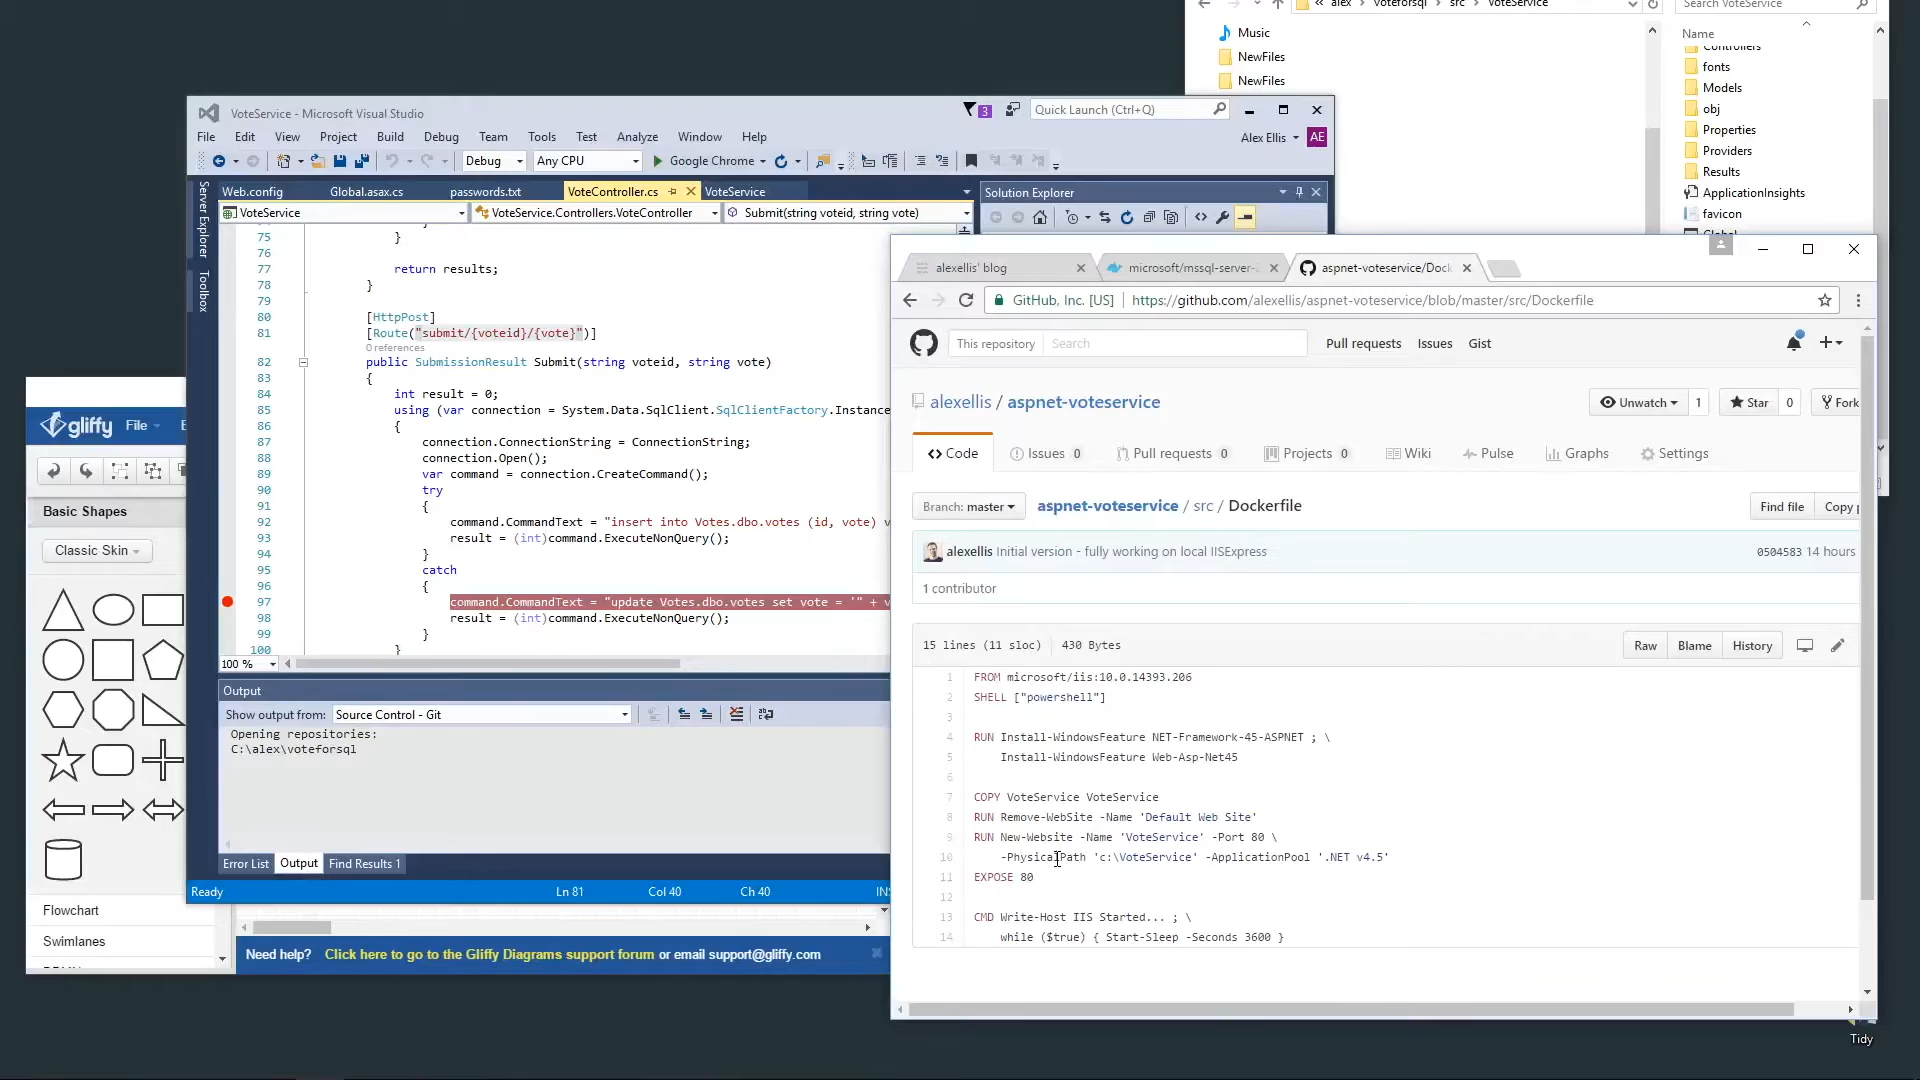 alex > voteforsql > src > VoteService
Search VoteService
Music
NewFiles
NewFiles
Name
Controllers
fonts
Models
obj
Properties
Providers
Results
ApplicationInsights
favicon
VoteService - Microsoft Visual Studio
3
Quick Launch (Ctrl+Q)
File Edit View Project Build Debug Team Tools Test Analyze Window Help
Alex Ellis AE
Debug Any CPU Google Chrome
Server Explorer
Toolbox
Web.config Global.asax.cs passwords.txt VoteController.cs VoteService
VoteService VoteService.Controllers.VoteController Submit(string voteid, string vote)
Solution Explorer
75 }
76
77 return results;
78 }
79
80 [HttpPost]
81 [Route("submit/{voteid}/{vote}")]
0 references
82 public SubmissionResult Submit(string voteid, string vote)
83 {
84 int result = 0;
85 using (var connection = System.Data.SqlClient.SqlClientFactory.Instance
86 {
87 connection.ConnectionString = ConnectionString;
88 connection.Open();
89 var command = connection.CreateCommand();
90 try
91 {
92 command.CommandText = "insert into Votes.dbo.votes (id, vote) v
93 result = (int)command.ExecuteNonQuery();
94 }
95 catch
96 {
97 command.CommandText = "update Votes.dbo.votes set vote = '" + v
98 result = (int)command.ExecuteNonQuery();
99 }
100 }
100 %
Output
Show output from: Source Control - Git
Opening repositories:
C:\alex\voteforsql
Error List Output Find Results 1
Ready Ln 81 Col 40 Ch 40 INS
gliffy File E
Basic Shapes
Classic Skin
Flowchart
Swimlanes
Need help? Click here to go to the Gliffy Diagrams support forum or email support@gliffy.com
alexellis' blog
microsoft/mssql-server-
aspnet-voteservice/Dock
GitHub, Inc. [US] https://github.com/alexellis/aspnet-voteservice/blob/master/src/Dockerfile
This repository Search Pull requests Issues Gist
alexellis / aspnet-voteservice
Unwatch 1 Star 0 Fork
Code Issues 0 Pull requests 0 Projects 0 Wiki Pulse Graphs Settings
Branch: master aspnet-voteservice / src / Dockerfile
Find file Copy p
alexellis Initial version - fully working on local IISExpress
0504583 14 hours
1 contributor
15 lines (11 sloc) 430 Bytes
Raw Blame History
1 FROM microsoft/iis:10.0.14393.206
2 SHELL ["powershell"]
3
4 RUN Install-WindowsFeature NET-Framework-45-ASPNET ; \
5 Install-WindowsFeature Web-Asp-Net45
6
7 COPY VoteService VoteService
8 RUN Remove-WebSite -Name 'Default Web Site'
9 RUN New-Website -Name 'VoteService' -Port 80 \
10 -PhysicalPath 'c:\VoteService' -ApplicationPool '.NET v4.5'
11 EXPOSE 80
12
13 CMD Write-Host IIS Started... ; \
14 while ($true) { Start-Sleep -Seconds 3600 }
Tidy